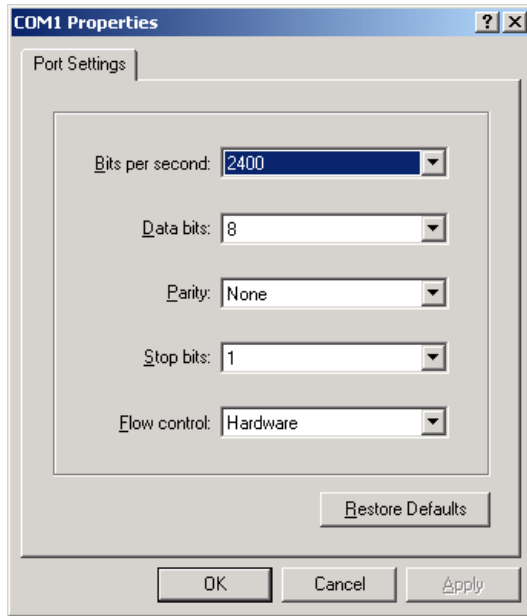 COM1 Properties
Port Settings
Bits per second: 2400
Data bits: 8
Parity: None
Stop bits: 1
Flow control: Hardware
Restore Defaults
OK Cancel Apply